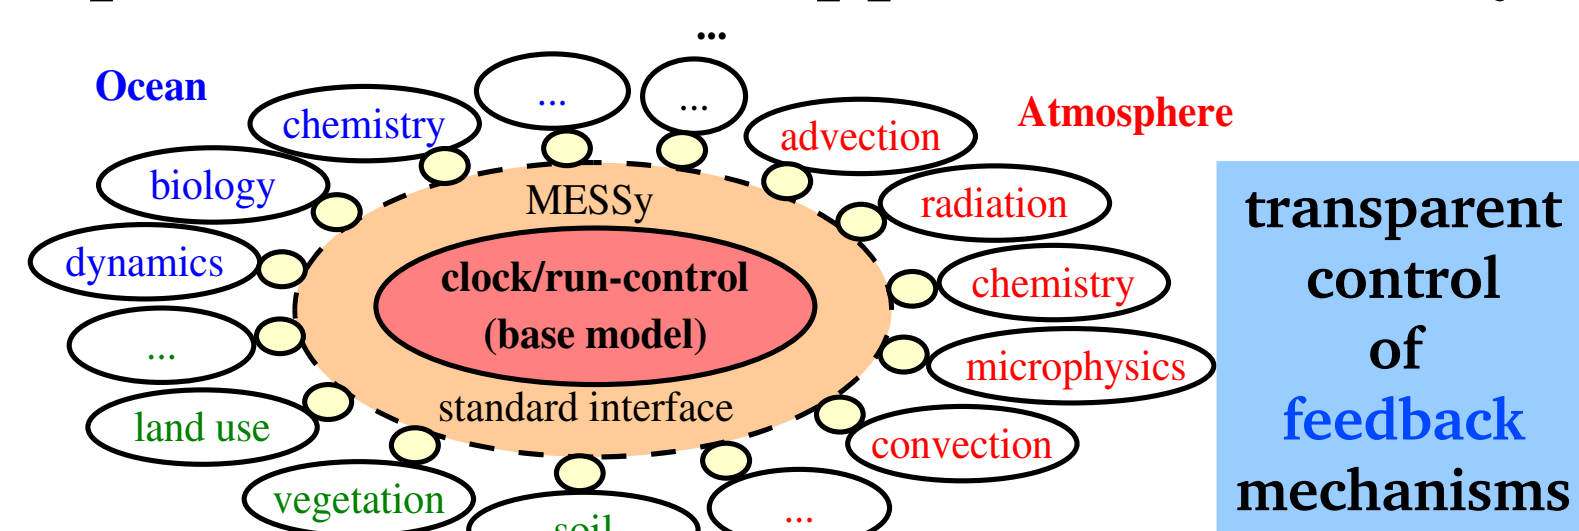 ...
Ocean
Atmosphere
...
...
chemistry
advection
biology
radiation
MESSy
dynamics
clock/run-control
(base model)
chemistry
...
microphysics
standard interface
land use
convection
vegetation
soil
...
transparent
control
of
feedback
mechanisms